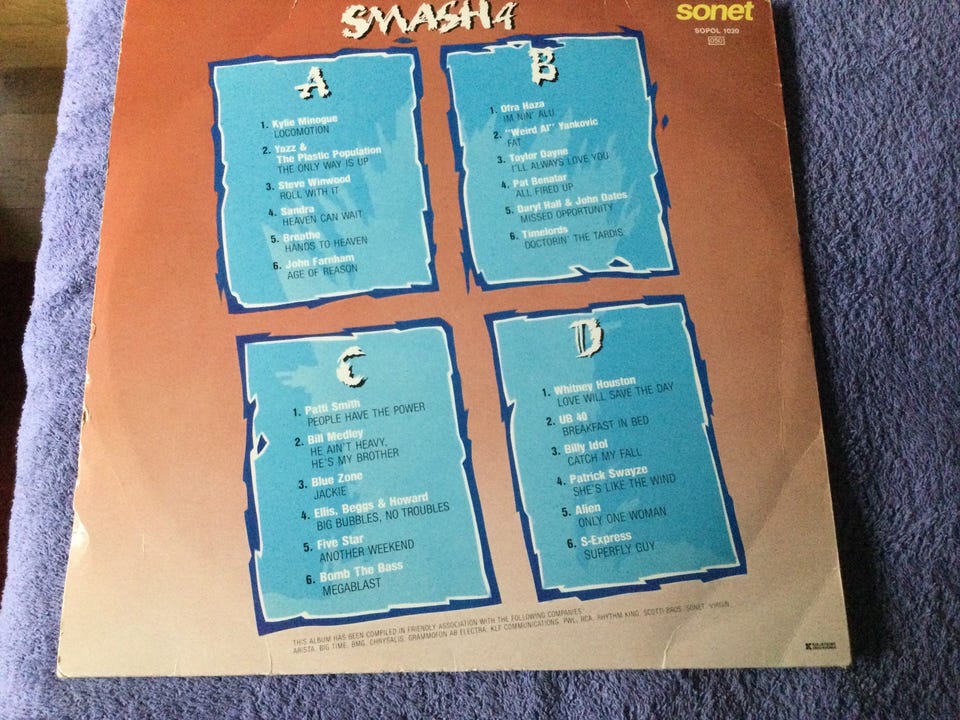 SMASH 4
sonet
SOPOL 1020
050
A
1. Kylie Minogue
LOCOMOTION
2. Yazz &
The Plastic Population
THE ONLY WAY IS UP
3. Steve Winwood
ROLL WITH IT
4. Sandra
HEAVEN CAN WAIT
5. Breathe
HANDS TO HEAVEN
6. John Farnham
AGE OF REASON
B
1. Ofra Haza
IM NIN' ALU
2. "Weird Al" Yankovic
FAT
3. Taylor Dayne
I'LL ALWAYS LOVE YOU
4. Pat Benatar
ALL FIRED UP
5. Daryl Hall & John Oates
MISSED OPPORTUNITY
6. Timelords
DOCTORIN' THE TARDIS
C
1. Patti Smith
PEOPLE HAVE THE POWER
2. Bill Medley
HE AIN'T HEAVY,
HE'S MY BROTHER
3. Blue Zone
JACKIE
4. Ellis, Beggs & Howard
BIG BUBBLES, NO TROUBLES
5. Five Star
ANOTHER WEEKEND
6. Bomb The Bass
MEGABLAST
D
1. Whitney Houston
LOVE WILL SAVE THE DAY
2. UB 40
BREAKFAST IN BED
3. Billy Idol
CATCH MY FALL
4. Patrick Swayze
SHE'S LIKE THE WIND
5. Alien
ONLY ONE WOMAN
6. S-Express
SUPERFLY GUY
THIS ALBUM HAS BEEN COMPILED IN FRIENDLY ASSOCIATION WITH THE FOLLOWING COMPANIES
ARISTA, BIG TIME, BMG, CHRYSALIS, GRAMMOFON AB ELECTRA, KLF COMMUNICATIONS, PWL, RCA, RHYTHM KING, SCOTTI BROS, SONET, VIRGIN